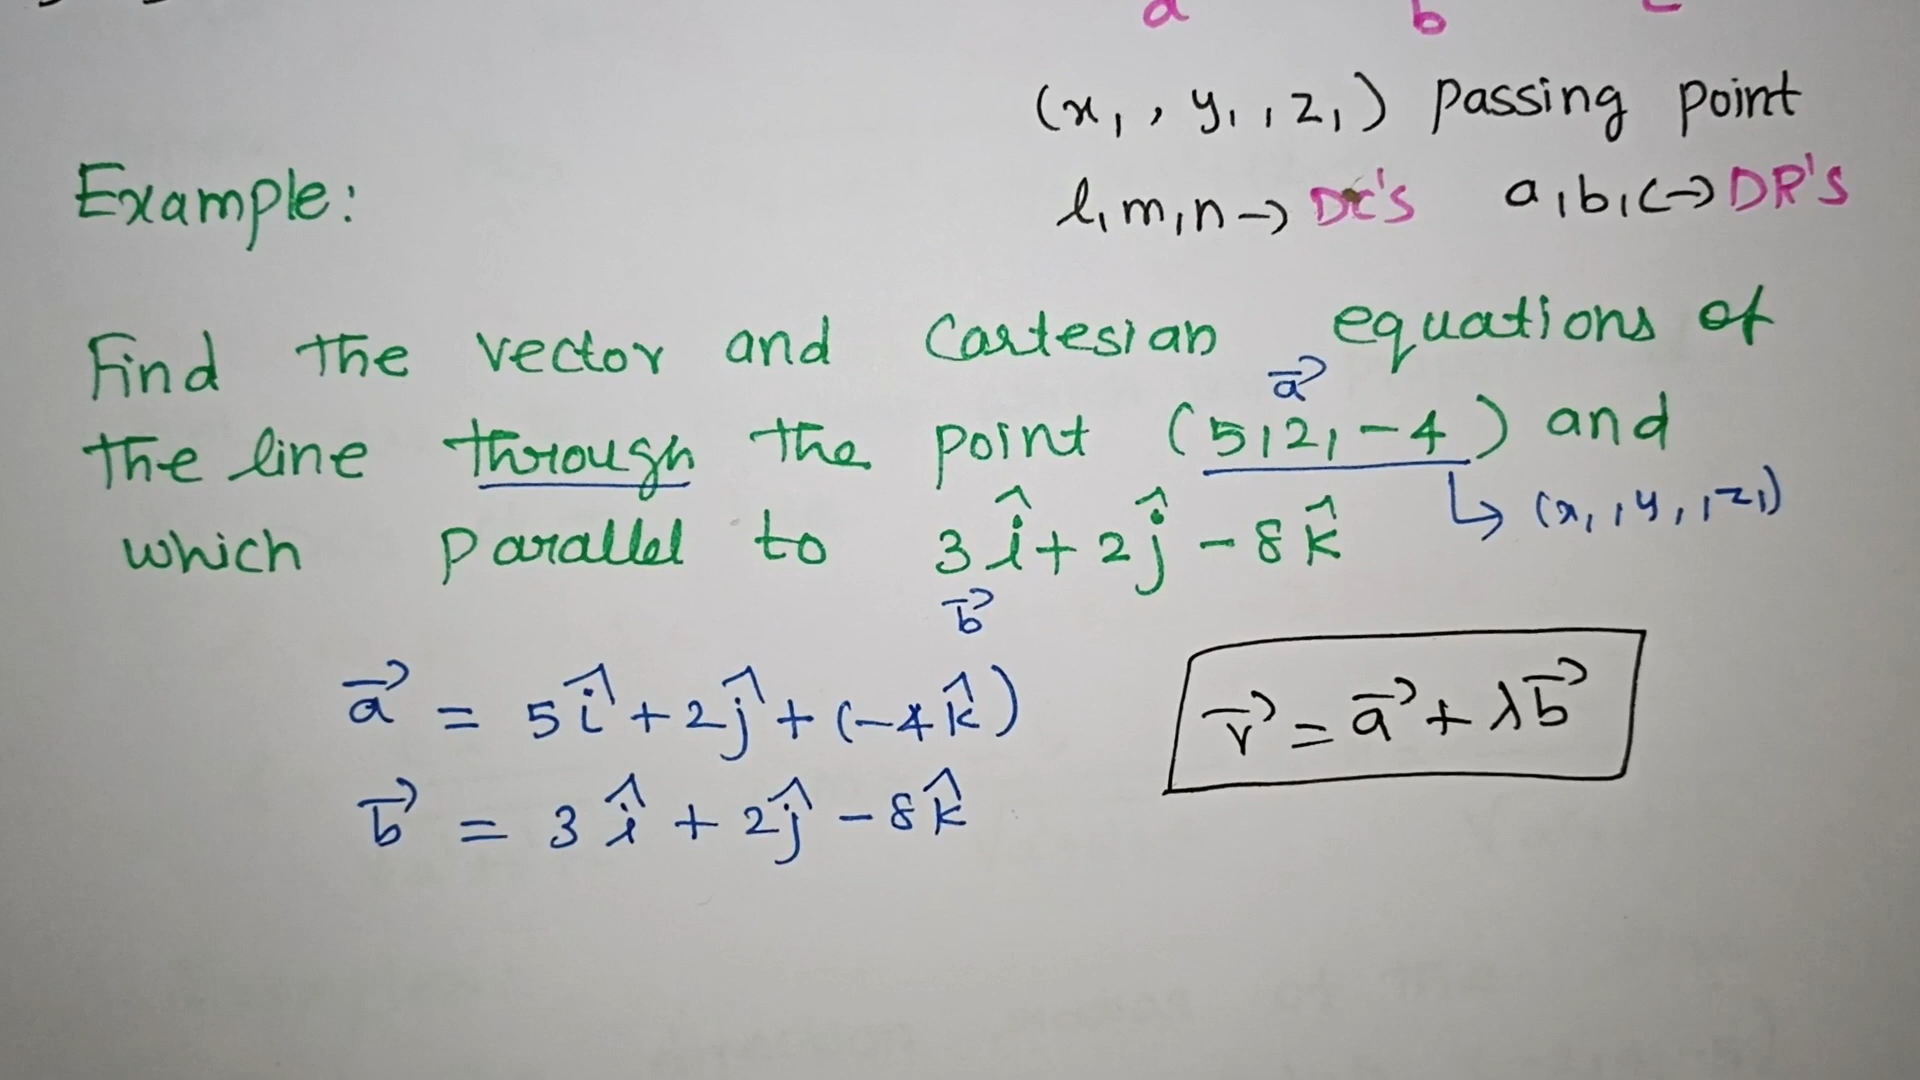 a b c
(x₁, y₁, z₁) passing point
l, m, n → DC's a, b, c → DR's
Example:
Find the vector and Cartesian equations of
a⃗
the line through the point (5, 2, -4) and
↳ (x₁, y₁, z₁)
which parallel to 3î + 2ĵ - 8k̂
b⃗
a⃗ = 5î + 2ĵ + (-4k̂)
r⃗ = a⃗ + λb⃗
b⃗ = 3î + 2ĵ - 8k̂